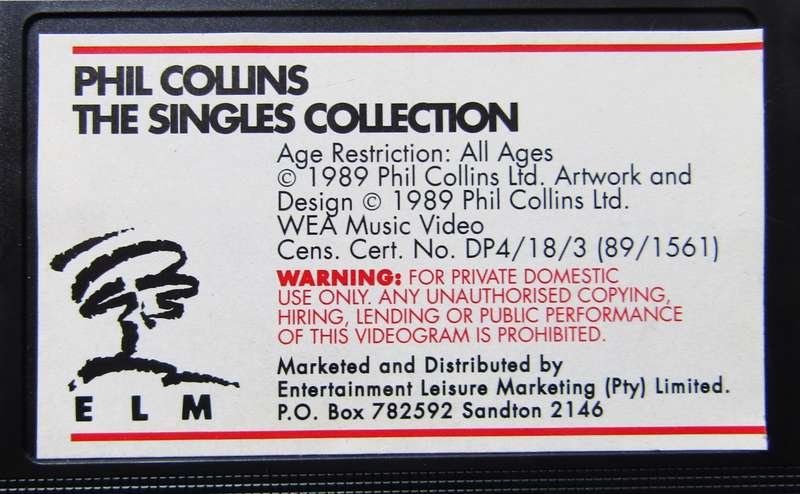 PHIL COLLINS
THE SINGLES COLLECTION
Age Restriction: All Ages
© 1989 Phil Collins Ltd. Artwork and
Design © 1989 Phil Collins Ltd.
WEA Music Video
Cens. Cert. No. DP4/18/3 (89/1561)
WARNING: FOR PRIVATE DOMESTIC
USE ONLY. ANY UNAUTHORISED COPYING,
HIRING, LENDING OR PUBLIC PERFORMANCE
OF THIS VIDEOGRAM IS PROHIBITED.
Marketed and Distributed by
Entertainment Leisure Marketing (Pty) Limited.
P.O. Box 782592 Sandton 2146
ELM